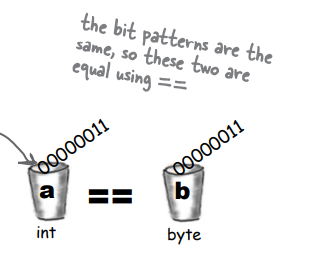 the bit patterns are the
same, so these two are
equal using ==
00000011 00000011
a == b
int byte